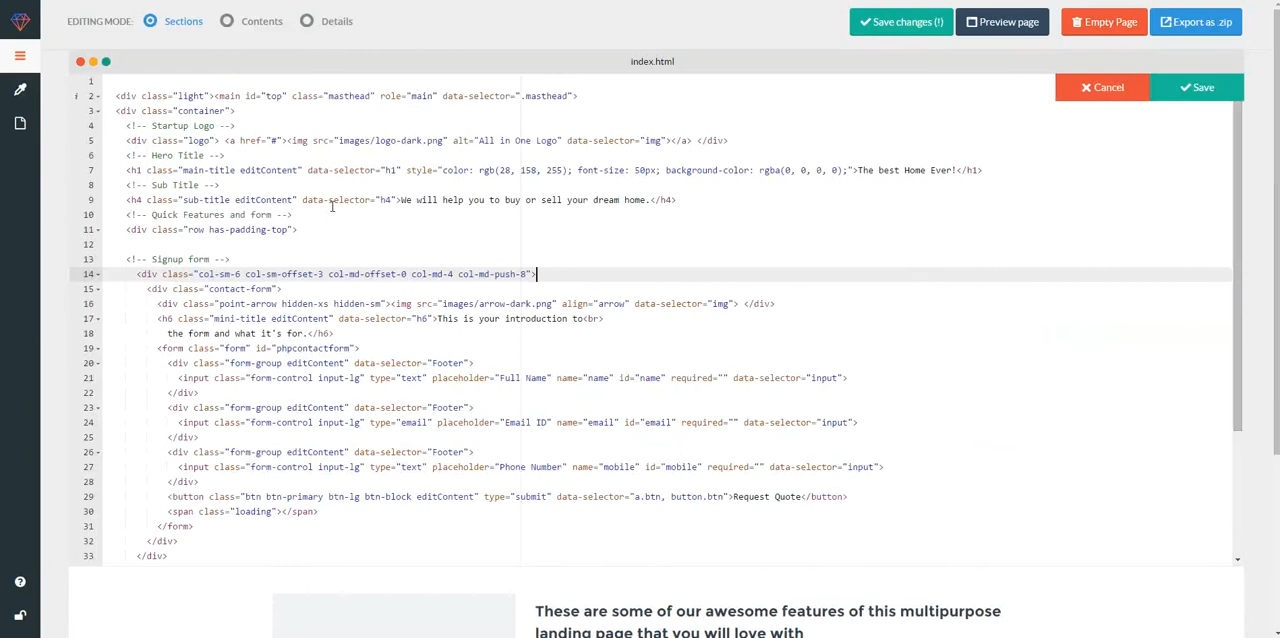 EDITING MODE: Sections Contents Details Save changes (!) Preview page Empty Page Export as .zip
index.html
Cancel Save
1
i 2 <div class="light"><main id="top" class="masthead" role="main" data-selector=".masthead">
3 <div class="container">
4 <!-- Startup Logo -->
5 <div class="logo"> <a href="#"><img src="images/logo-dark.png" alt="All in One Logo" data-selector="img"></a> </div>
6 <!-- Hero Title -->
7 <h1 class="main-title editContent" data-selector="h1" style="color: rgb(28, 158, 255); font-size: 50px; background-color: rgba(0, 0, 0, 0);">The best Home Ever!</h1>
8 <!-- Sub Title -->
9 <h4 class="sub-title editContent" data-selector="h4">We will help you to buy or sell your dream home.</h4>
10 <!-- Quick Features and form -->
11 <div class="row has-padding-top">
12
13 <!-- Signup form -->
14 <div class="col-sm-6 col-sm-offset-3 col-md-offset-0 col-md-4 col-md-push-8">
15 <div class="contact-form">
16 <div class="point-arrow hidden-xs hidden-sm"><img src="images/arrow-dark.png" align="arrow" data-selector="img"> </div>
17 <h6 class="mini-title editContent" data-selector="h6">This is your introduction to<br>
18 the form and what it's for.</h6>
19 <form class="form" id="phpcontactform">
20 <div class="form-group editContent" data-selector="Footer">
21 <input class="form-control input-lg" type="text" placeholder="Full Name" name="name" id="name" required="" data-selector="input">
22 </div>
23 <div class="form-group editContent" data-selector="Footer">
24 <input class="form-control input-lg" type="email" placeholder="Email ID" name="email" id="email" required="" data-selector="input">
25 </div>
26 <div class="form-group editContent" data-selector="Footer">
27 <input class="form-control input-lg" type="text" placeholder="Phone Number" name="mobile" id="mobile" required="" data-selector="input">
28 </div>
29 <button class="btn btn-primary btn-lg btn-block editContent" type="submit" data-selector="a.btn, button.btn">Request Quote</button>
30 <span class="loading"></span>
31 </form>
32 </div>
33 </div>
These are some of our awesome features of this multipurpose
landing page that you will love with